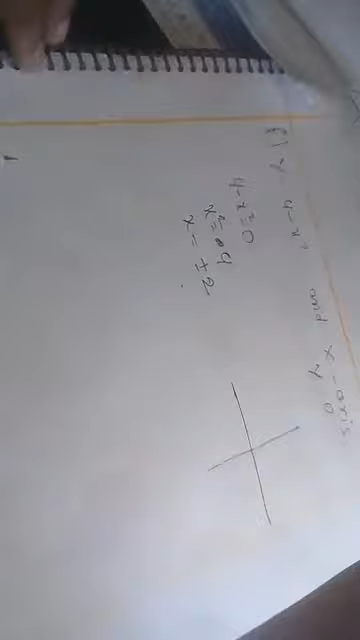 y = 4-x² and
x-axis
4-x²=0
x²=4
x=±2